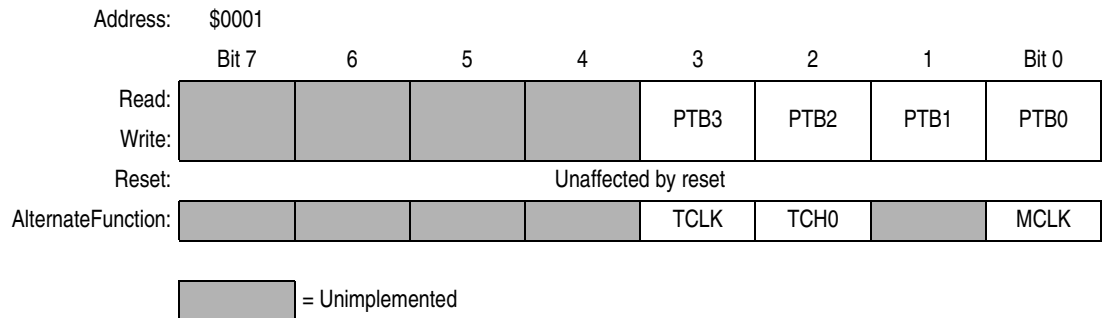 Address: $0001
Bit 7 6 5 4 3 2 1 Bit 0
Read:
PTB3 PTB2 PTB1 PTB0
Write:
Reset: Unaffected by reset
AlternateFunction: TCLK TCH0 MCLK
= Unimplemented